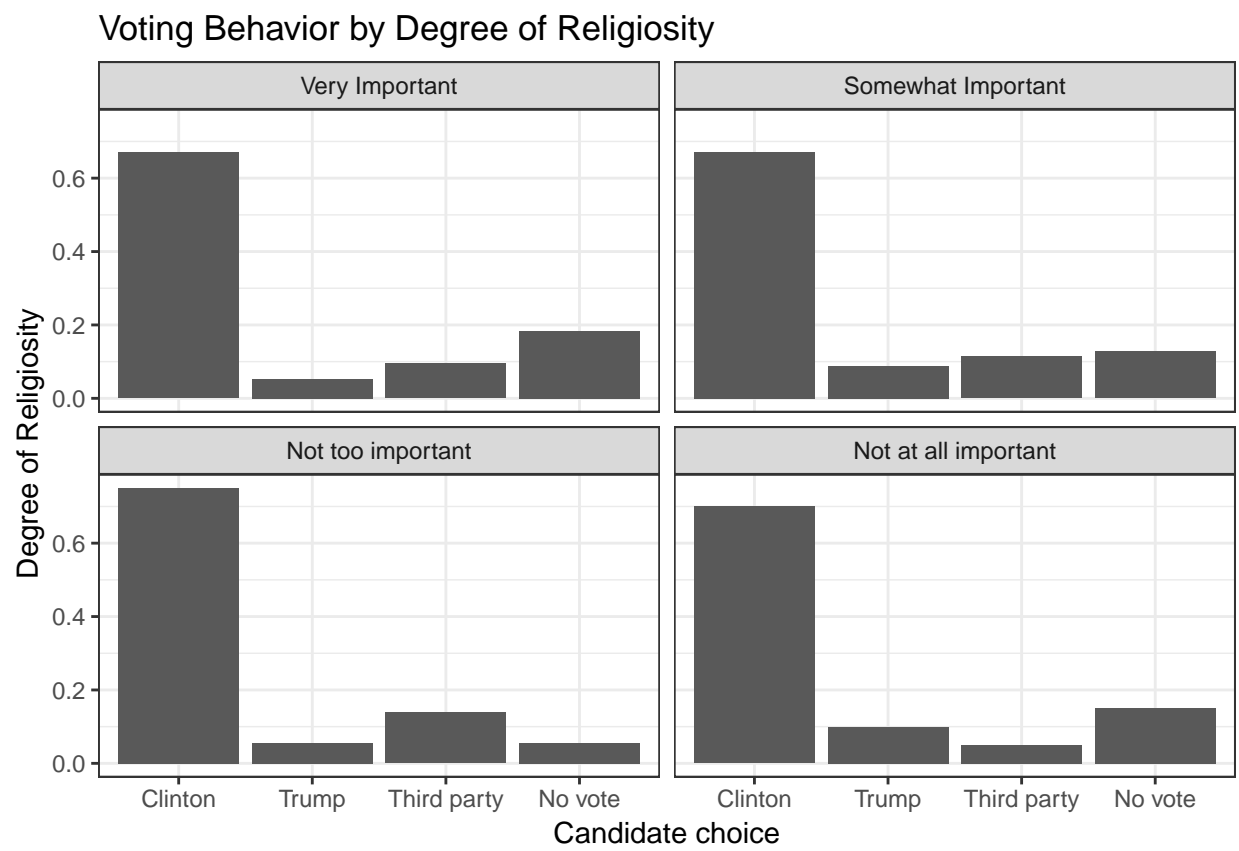 Voting Behavior by Degree of Religiosity
Very Important
Somewhat Important
0.6
0.4
0.2
0.0
Not too important
Not at all important
0.6
0.4
0.2
0.0
Degree of Religiosity
Clinton Trump Third party No vote Clinton Trump Third party No vote
Candidate choice